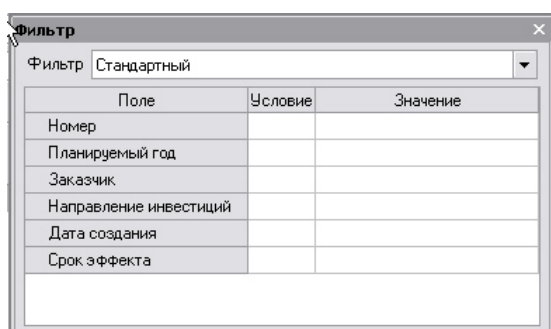 Фильтр
Фильтр Стандартный
Поле Условие Значение
Номер
Планируемый год
Заказчик
Направление инвестиций
Дата создания
Срок эффекта